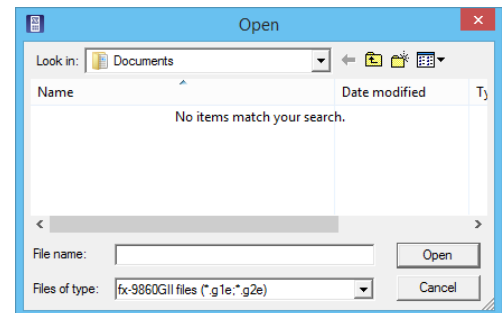 Open
Look in: Documents
Name Date modified Ty
No items match your search.
File name: Open
Files of type: fx-9860GII files (*.g1e;*.g2e) Cancel